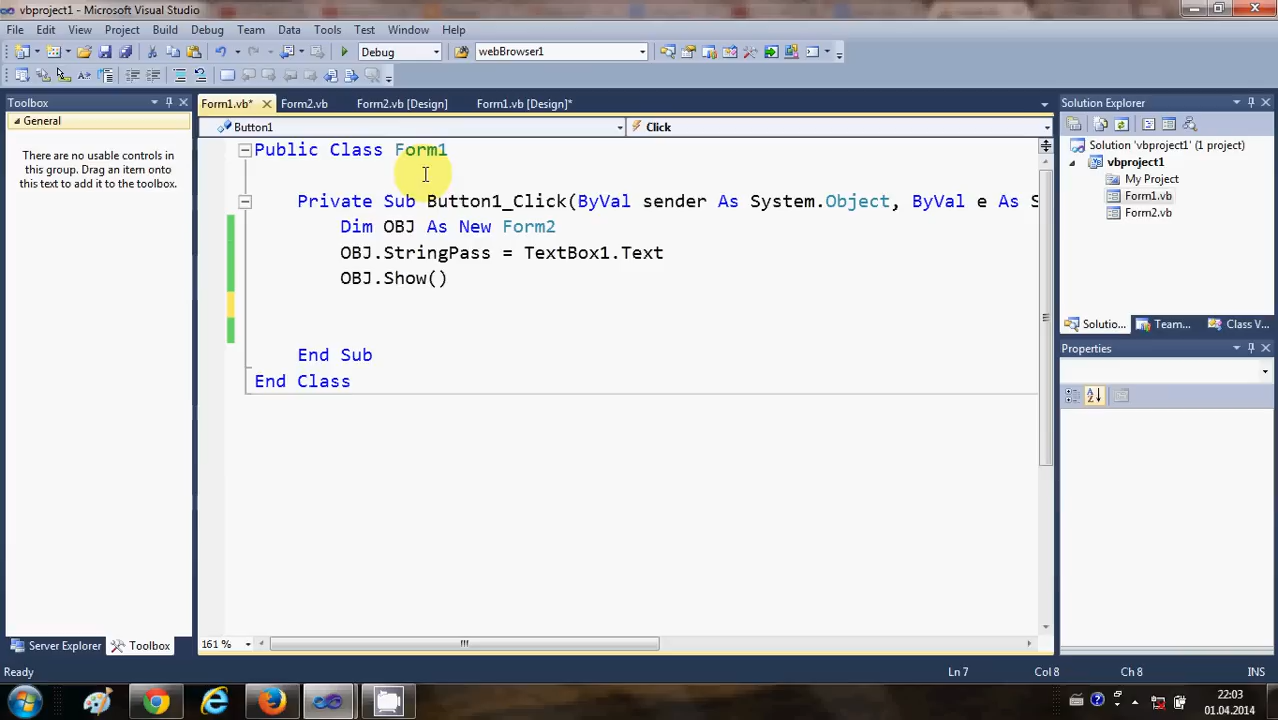 vbproject1 - Microsoft Visual Studio
File Edit View Project Build Debug Team Data Tools Test Window Help
Debug webBrowser1
Toolbox
General
There are no usable controls in
this group. Drag an item onto
this text to add it to the toolbox.
Server Explorer Toolbox
Form1.vb* Form2.vb Form2.vb [Design] Form1.vb [Design]*
Button1 Click
Public Class Form1
Private Sub Button1_Click(ByVal sender As System.Object, ByVal e As S
Dim OBJ As New Form2
OBJ.StringPass = TextBox1.Text
OBJ.Show()
End Sub
End Class
161 %
Solution Explorer
Solution 'vbproject1' (1 project)
vbproject1
My Project
Form1.vb
Form2.vb
Solutio... Team... Class V...
Properties
Ready Ln 7 Col 8 Ch 8 INS
22:03
01.04.2014